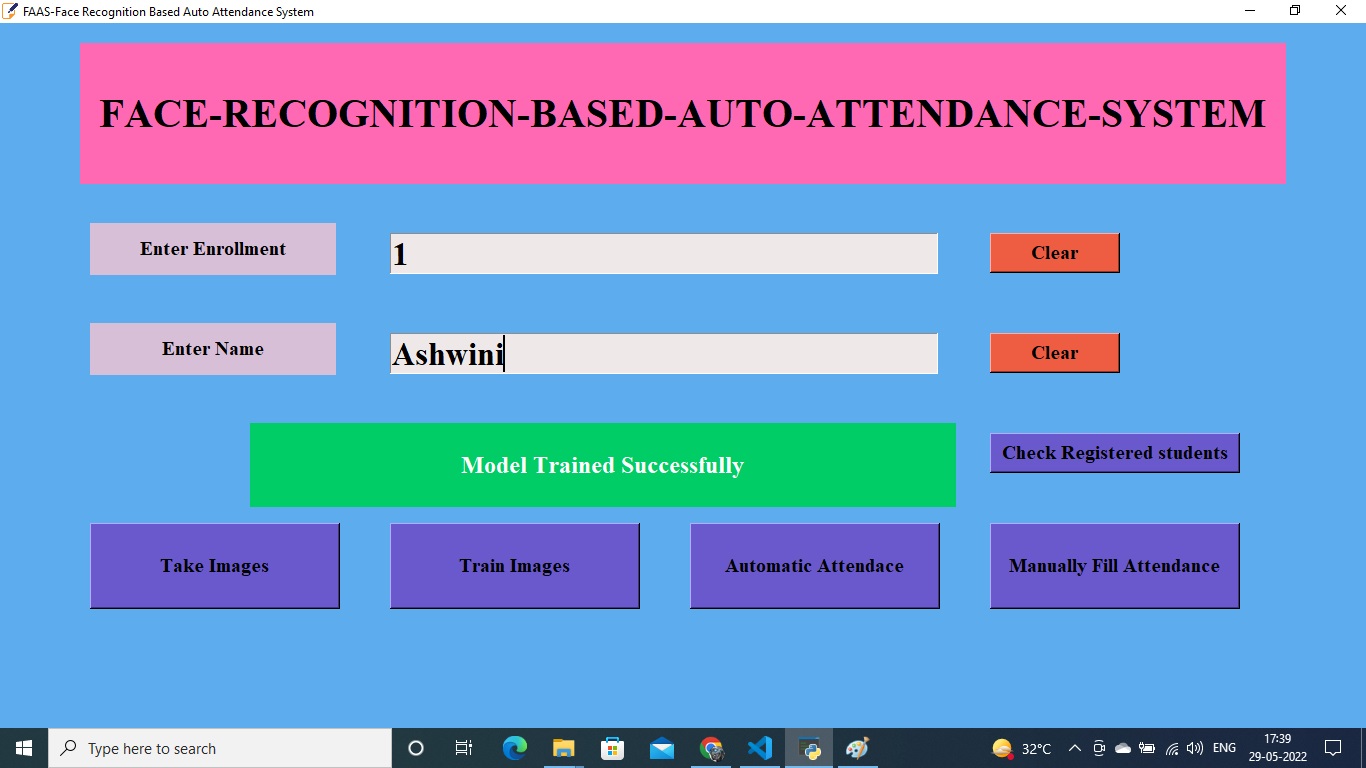 FAAS-Face Recognition Based Auto Attendance System
FACE-RECOGNITION-BASED-AUTO-ATTENDANCE-SYSTEM
Enter Enrollment
1
Clear
Enter Name
Ashwini
Clear
Model Trained Successfully
Check Registered students
Take Images
Train Images
Automatic Attendace
Manually Fill Attendance
Type here to search
32°C
ENG
17:39
29-05-2022